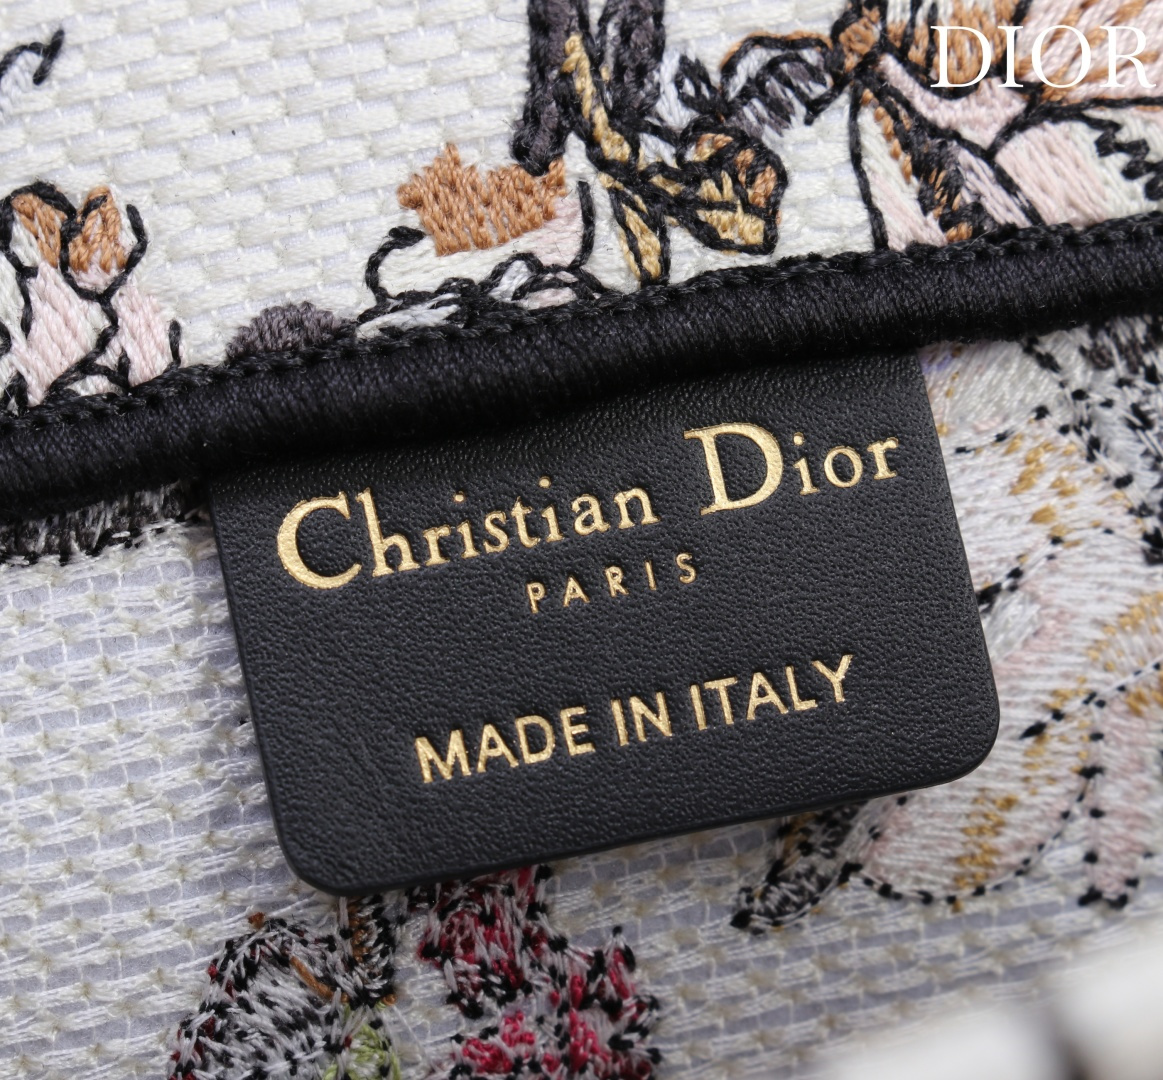 DIOR
Christian Dior
PARIS
MADE IN ITALY